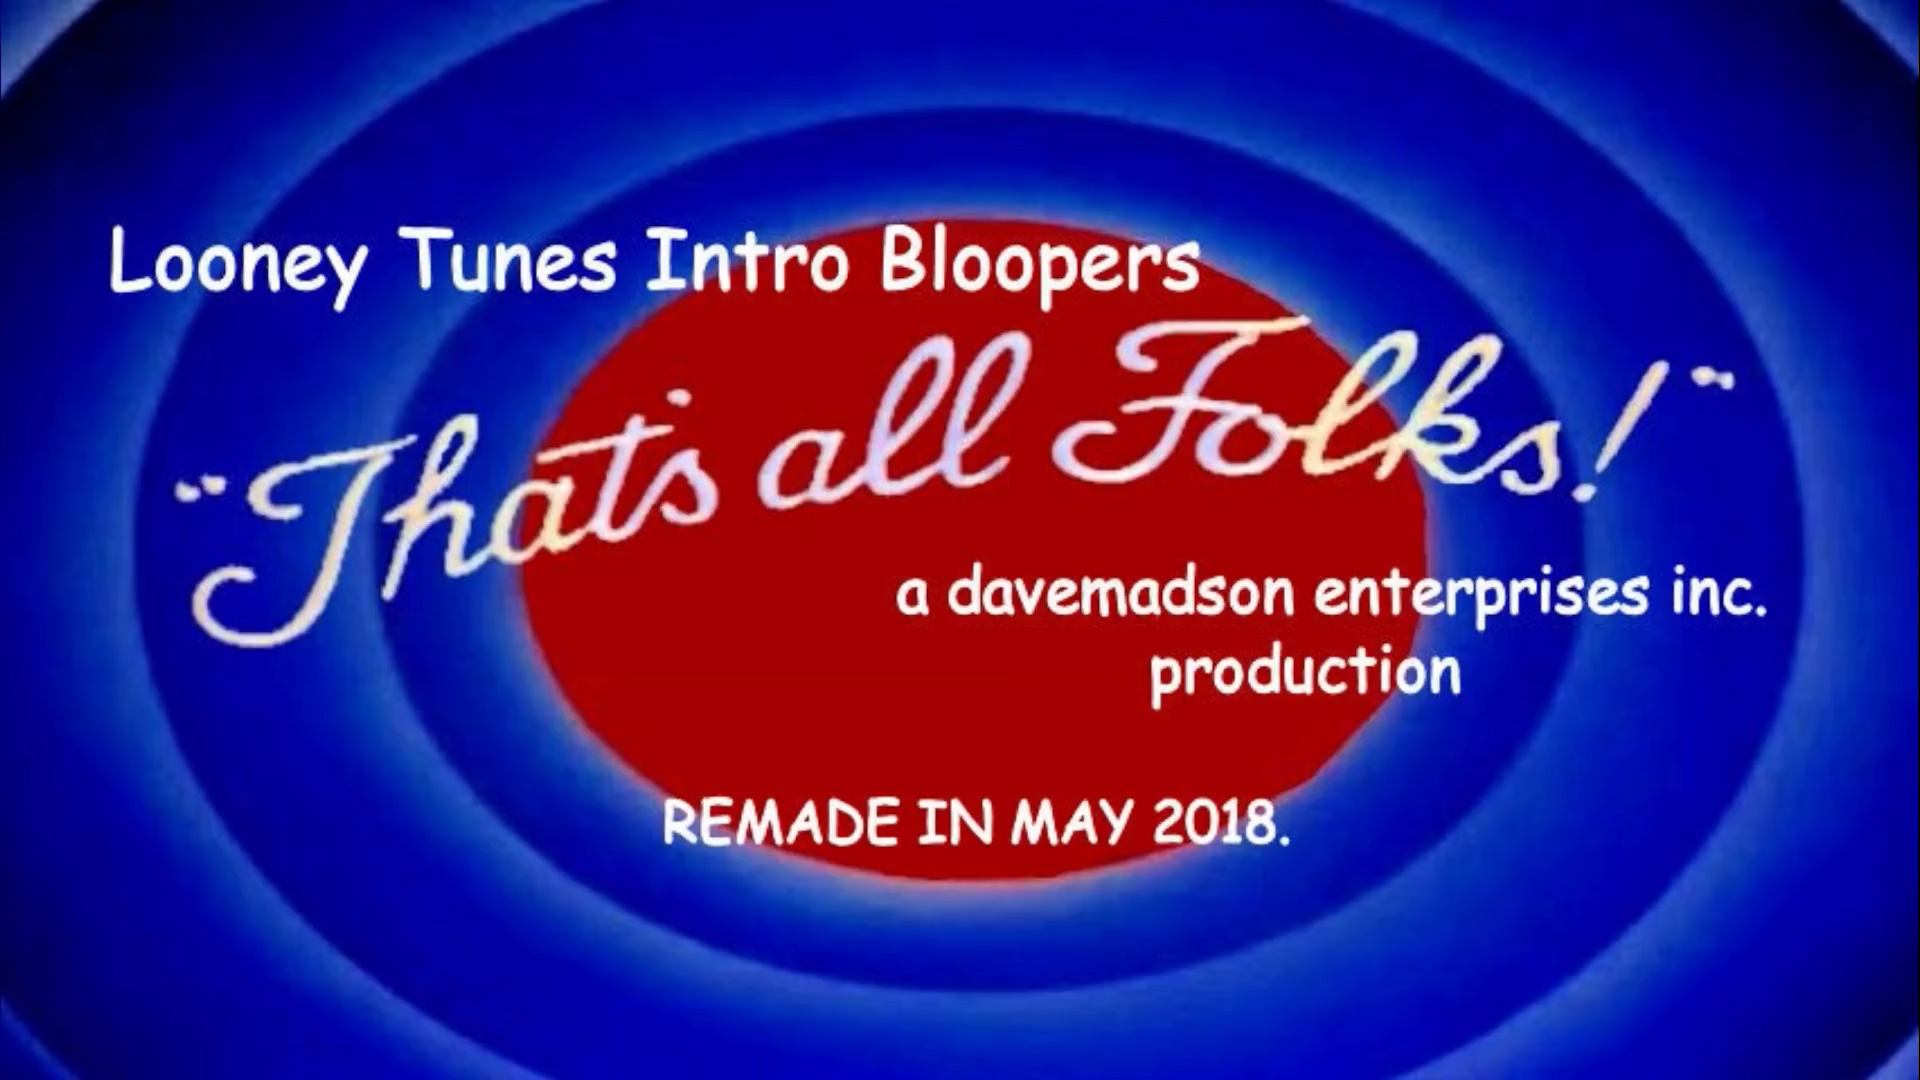 Looney Tunes Intro Bloopers
"That's all Folks!"
a davemadson enterprises inc.
production
REMADE IN MAY 2018.